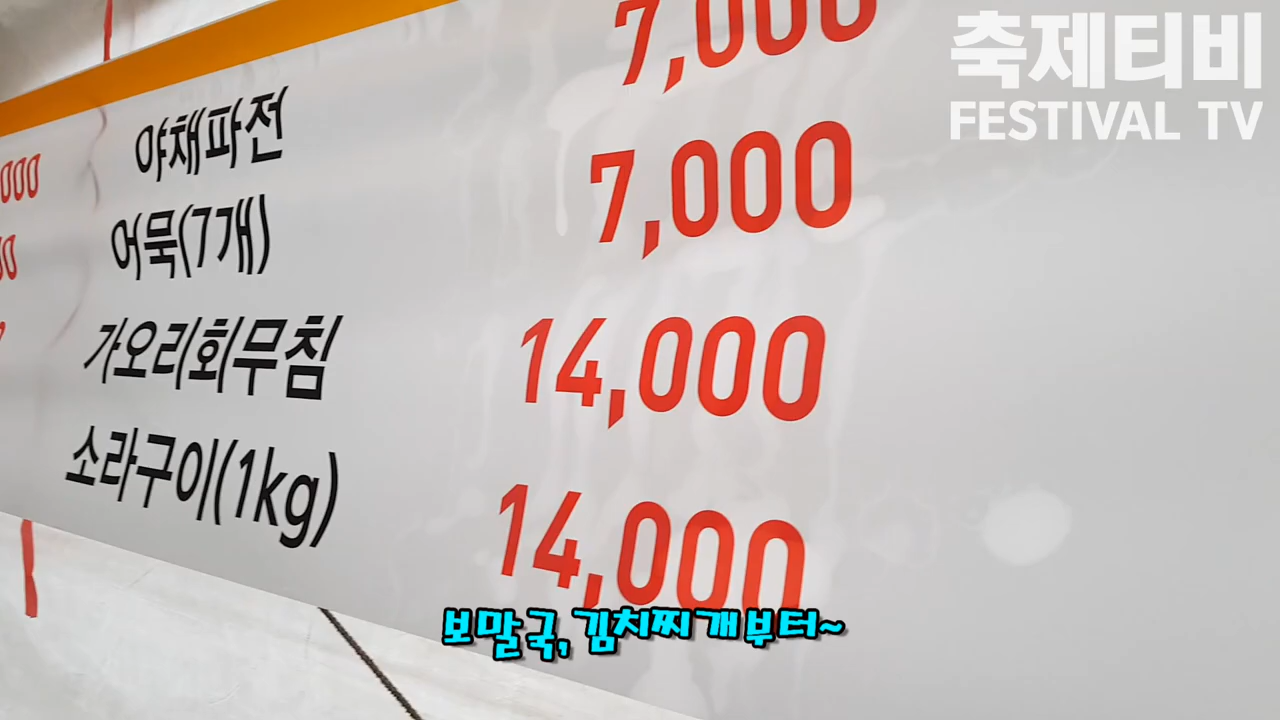 축제티비
FESTIVAL TV
야채파전 7,000
어묵(7개) 7,000
가오리회무침 14,000
소라구이(1kg) 14,000
보말국, 김치찌개부터~